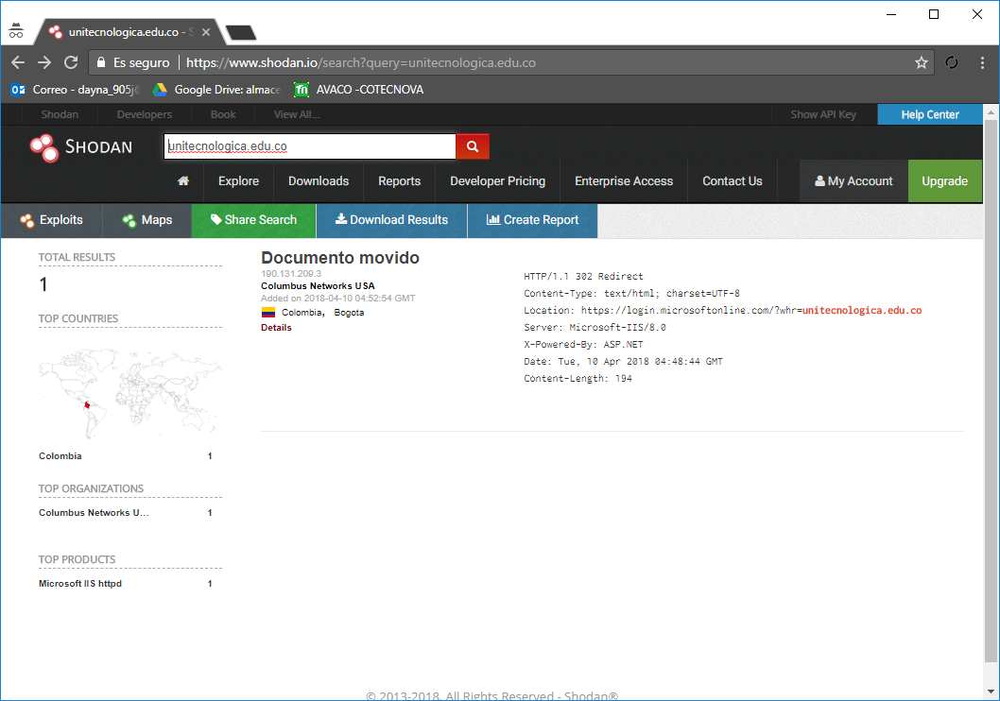 unitecnologica.edu.co - S
Es seguro | https://www.shodan.io/search?query=unitecnologica.edu.co
Correo - dayna_905j@ Google Drive: almace AVACO -COTECNOVA
Shodan Developers Book View All... Show API Key Help Center
SHODAN unitecnologica.edu.co
Explore Downloads Reports Developer Pricing Enterprise Access Contact Us My Account Upgrade
Exploits Maps Share Search Download Results Create Report
TOTAL RESULTS
1
TOP COUNTRIES
Colombia 1
TOP ORGANIZATIONS
Columbus Networks U... 1
TOP PRODUCTS
Microsoft IIS httpd 1
Documento movido
190.131.209.3
Columbus Networks USA
Added on 2018-04-10 04:52:54 GMT
Colombia, Bogota
Details
HTTP/1.1 302 Redirect
Content-Type: text/html; charset=UTF-8
Location: https://login.microsoftonline.com/?whr=unitecnologica.edu.co
Server: Microsoft-IIS/8.0
X-Powered-By: ASP.NET
Date: Tue, 10 Apr 2018 04:48:44 GMT
Content-Length: 194
© 2013-2018, All Rights Reserved - Shodan®